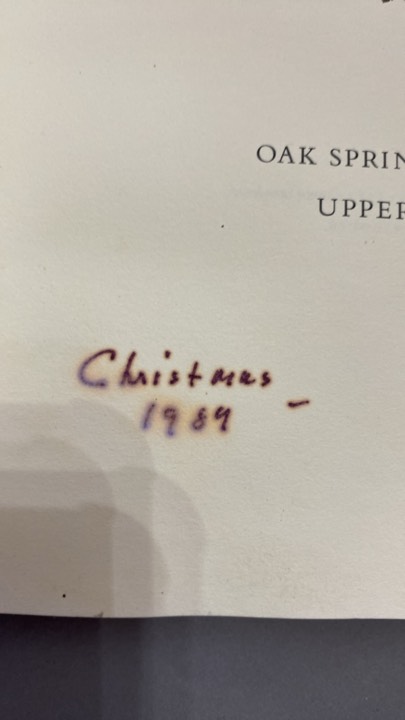 OAK SPRIN
UPPER
Christmas -
1989